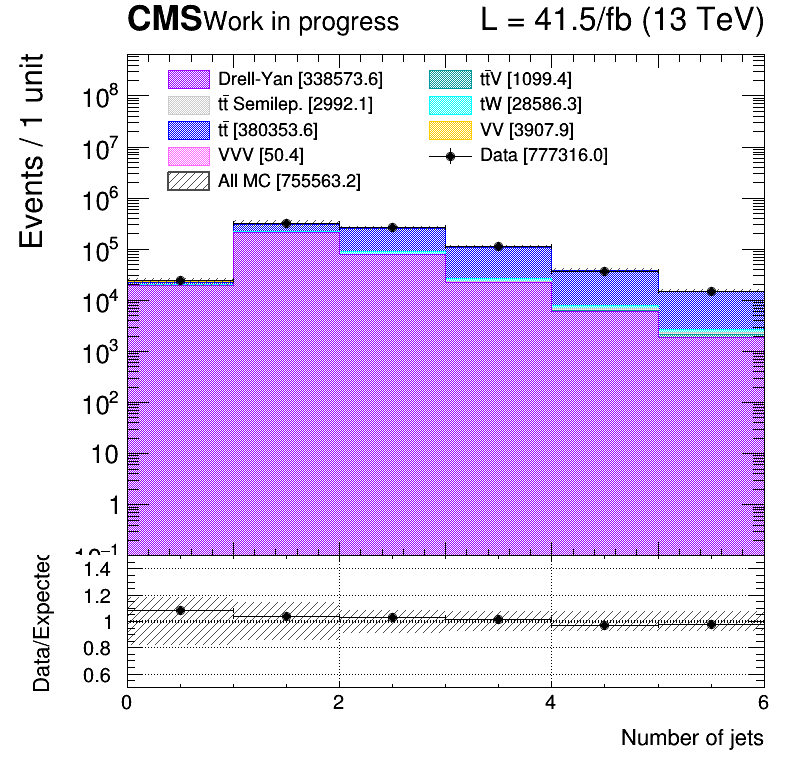 CMS Work in progress L = 41.5/fb (13 TeV)
Events / 1 unit
Drell-Yan [338573.6] tt̄V [1099.4]
tt̄ Semilep. [2992.1] tW [28586.3]
tt̄ [380353.6] VV [3907.9]
VVV [50.4] Data [777316.0]
All MC [755563.2]
10⁸
10⁷
10⁶
10⁵
10⁴
10³
10²
10
1
10⁻¹
Data/Expected
1.4
1.2
1
0.8
0.6
0 2 4 6
Number of jets